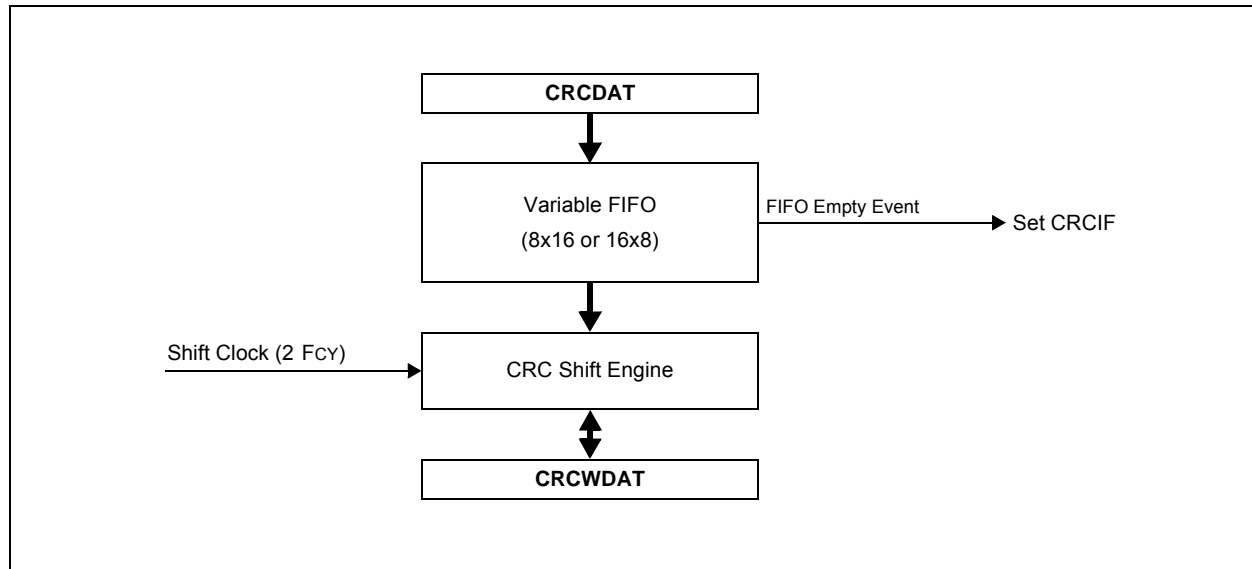 CRCDAT
Variable FIFO
(8x16 or 16x8)
FIFO Empty Event
Set CRCIF
Shift Clock (2 FCY)
CRC Shift Engine
CRCWDAT